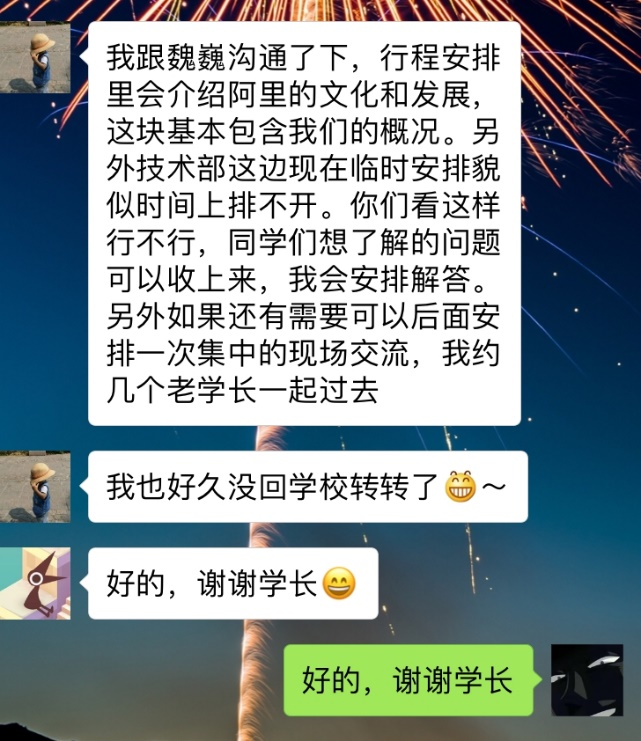 我跟魏巍沟通了下，行程安排
里会介绍阿里的文化和发展，
这块基本包含我们的概况。另
外技术部这边现在临时安排貌
似时间上排不开。你们看这样
行不行，同学们想了解的问题
可以收上来，我会安排解答。
另外如果还有需要可以后面安
排一次集中的现场交流，我约
几个老学长一起过去
我也好久没回学校转转了😁～
好的，谢谢学长😄
好的，谢谢学长